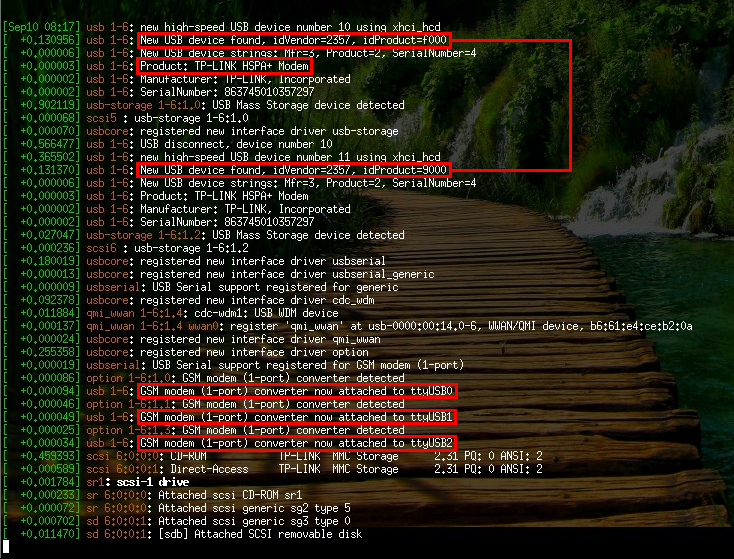 [Sep10 08:17] usb 1-6: new high-speed USB device number 10 using xhci_hcd
[  +0.130956] usb 1-6: New USB device found, idVendor=2357, idProduct=f000
[  +0.000006] usb 1-6: New USB device strings: Mfr=3, Product=2, SerialNumber=4
[  +0.000003] usb 1-6: Product: TP-LINK HSPA+ Modem
[  +0.000002] usb 1-6: Manufacturer: TP-LINK, Incorporated
[  +0.000002] usb 1-6: SerialNumber: 863745010357297
[  +0.902119] usb-storage 1-6:1.0: USB Mass Storage device detected
[  +0.000068] scsi5 : usb-storage 1-6:1.0
[  +0.000070] usbcore: registered new interface driver usb-storage
[  +0.566477] usb 1-6: USB disconnect, device number 10
[  +0.365502] usb 1-6: new high-speed USB device number 11 using xhci_hcd
[  +0.131370] usb 1-6: New USB device found, idVendor=2357, idProduct=9000
[  +0.000006] usb 1-6: New USB device strings: Mfr=3, Product=2, SerialNumber=4
[  +0.000003] usb 1-6: Product: TP-LINK HSPA+ Modem
[  +0.000002] usb 1-6: Manufacturer: TP-LINK, Incorporated
[  +0.000002] usb 1-6: SerialNumber: 863745010357297
[  +0.027047] usb-storage 1-6:1.2: USB Mass Storage device detected
[  +0.000236] scsi6 : usb-storage 1-6:1.2
[  +0.180019] usbcore: registered new interface driver usbserial
[  +0.000013] usbcore: registered new interface driver usbserial_generic
[  +0.000009] usbserial: USB Serial support registered for generic
[  +0.092378] usbcore: registered new interface driver cdc_wdm
[  +0.011884] qmi_wwan 1-6:1.4: cdc-wdm1: USB WDM device
[  +0.000137] qmi_wwan 1-6:1.4 wwan0: register 'qmi_wwan' at usb-0000:00:14.0-6, WWAN/QMI device, b6:61:e4:ce:b2:0a
[  +0.000024] usbcore: registered new interface driver qmi_wwan
[  +0.255358] usbcore: registered new interface driver option
[  +0.000019] usbserial: USB Serial support registered for GSM modem (1-port)
[  +0.000086] option 1-6:1.0: GSM modem (1-port) converter detected
[  +0.000094] usb 1-6: GSM modem (1-port) converter now attached to ttyUSB0
[  +0.000046] option 1-6:1.1: GSM modem (1-port) converter detected
[  +0.000049] usb 1-6: GSM modem (1-port) converter now attached to ttyUSB1
[  +0.000025] option 1-6:1.3: GSM modem (1-port) converter detected
[  +0.000034] usb 1-6: GSM modem (1-port) converter now attached to ttyUSB2
[  +0.459393] scsi 6:0:0:0: CD-ROM            TP-LINK  MMC Storage      2.31 PQ: 0 ANSI: 2
[  +0.000589] scsi 6:0:0:1: Direct-Access     TP-LINK  MMC Storage      2.31 PQ: 0 ANSI: 2
[  +0.001784] sr1: scsi-1 drive
[  +0.000233] sr 6:0:0:0: Attached scsi CD-ROM sr1
[  +0.000072] sr 6:0:0:0: Attached scsi generic sg2 type 5
[  +0.000702] sd 6:0:0:1: Attached scsi generic sg3 type 0
[  +0.011470] sd 6:0:0:1: [sdb] Attached SCSI removable disk